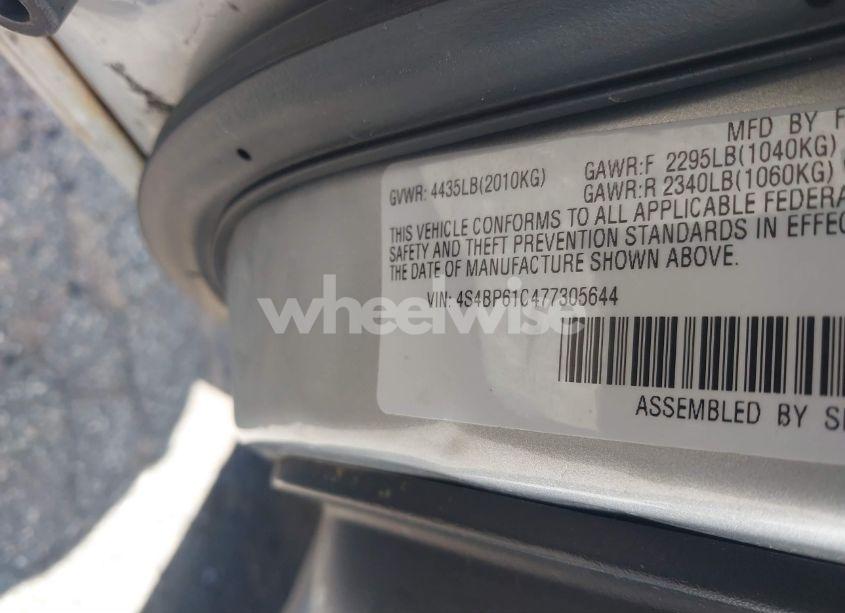 MFD BY F
GVWR: 4435LB(2010KG) GAWR:F 2295LB(1040KG)
GAWR:R 2340LB(1060KG)
THIS VEHICLE CONFORMS TO ALL APPLICABLE FEDERA
SAFETY AND THEFT PREVENTION STANDARDS IN EFFEC
THE DATE OF MANUFACTURE SHOWN ABOVE.
VIN: 4S4BP61C477305644
wheelwise
ASSEMBLED BY